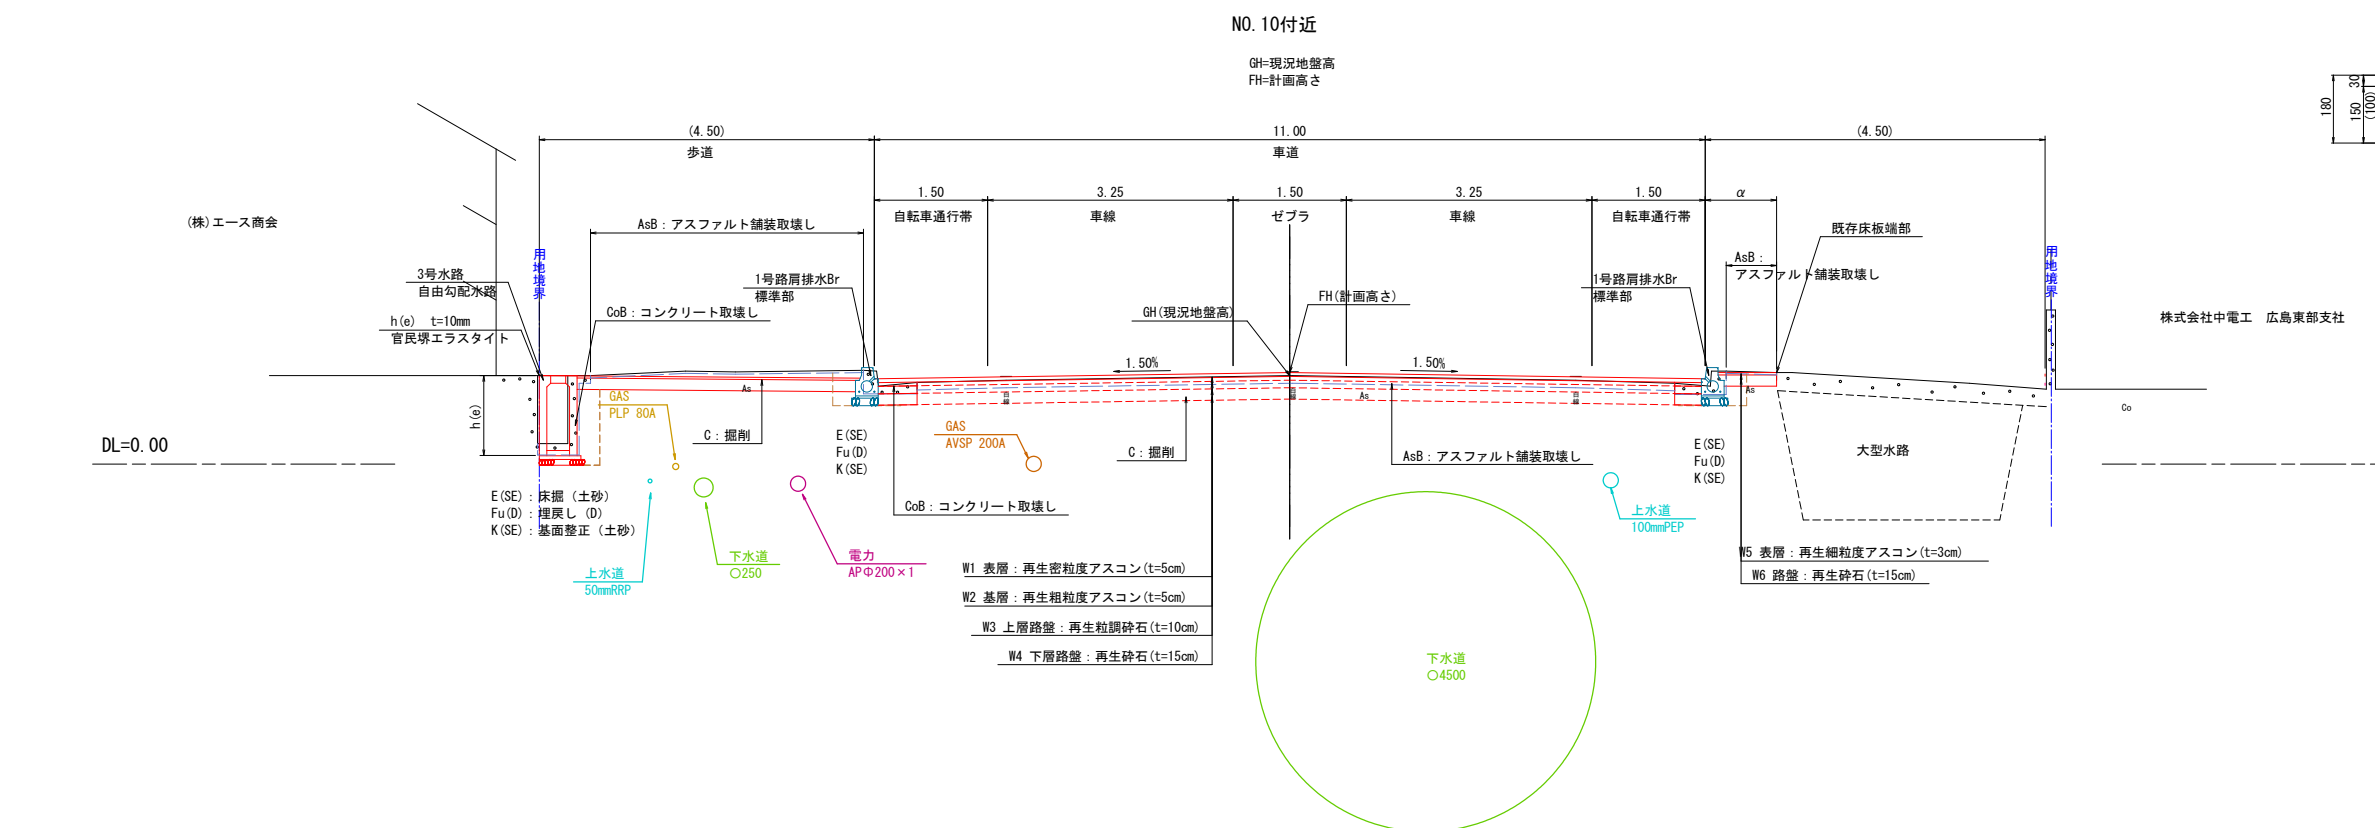 NO.10付近
GH=現況地盤高
FH=計画高さ
180
30
150
(100)
(4.50)
11.00
(4.50)
歩道
車道
1.50
3.25
1.50
3.25
1.50
α
自転車通行帯
車線
ゼブラ
車線
自転車通行帯
(株)エース商会
AsB：アスファルト舗装取壊し
既存床板端部
用地境界
用地境界
AsB：
アスファルト舗装取壊し
3号水路
自由勾配水路
1号路肩排水Br
標準部
1号路肩排水Br
標準部
FH(計画高さ)
GH(現況地盤高)
CoB：コンクリート取壊し
h(e) t=10mm
官民堺エラスタイト
株式会社中電工 広島東部支社
1.50%
1.50%
As
As
As
Co
h(e)
GAS
PLP 80A
C：掘削
E(SE)
Fu(D)
K(SE)
GAS
AVSP 200A
C：掘削
AsB：アスファルト舗装取壊し
E(SE)
Fu(D)
K(SE)
大型水路
DL=0.00
E(SE)：床掘（土砂）
Fu(D)：埋戻し（D）
K(SE)：基面整正（土砂）
CoB：コンクリート取壊し
上水道
100mmPEP
下水道
○250
電力
APΦ200×1
上水道
50mmRRP
W1 表層：再生密粒度アスコン(t=5cm)
W2 基層：再生粗粒度アスコン(t=5cm)
W3 上層路盤：再生粒調砕石(t=10cm)
W4 下層路盤：再生砕石(t=15cm)
W5 表層：再生細粒度アスコン(t=3cm)
W6 路盤：再生砕石(t=15cm)
下水道
○4500